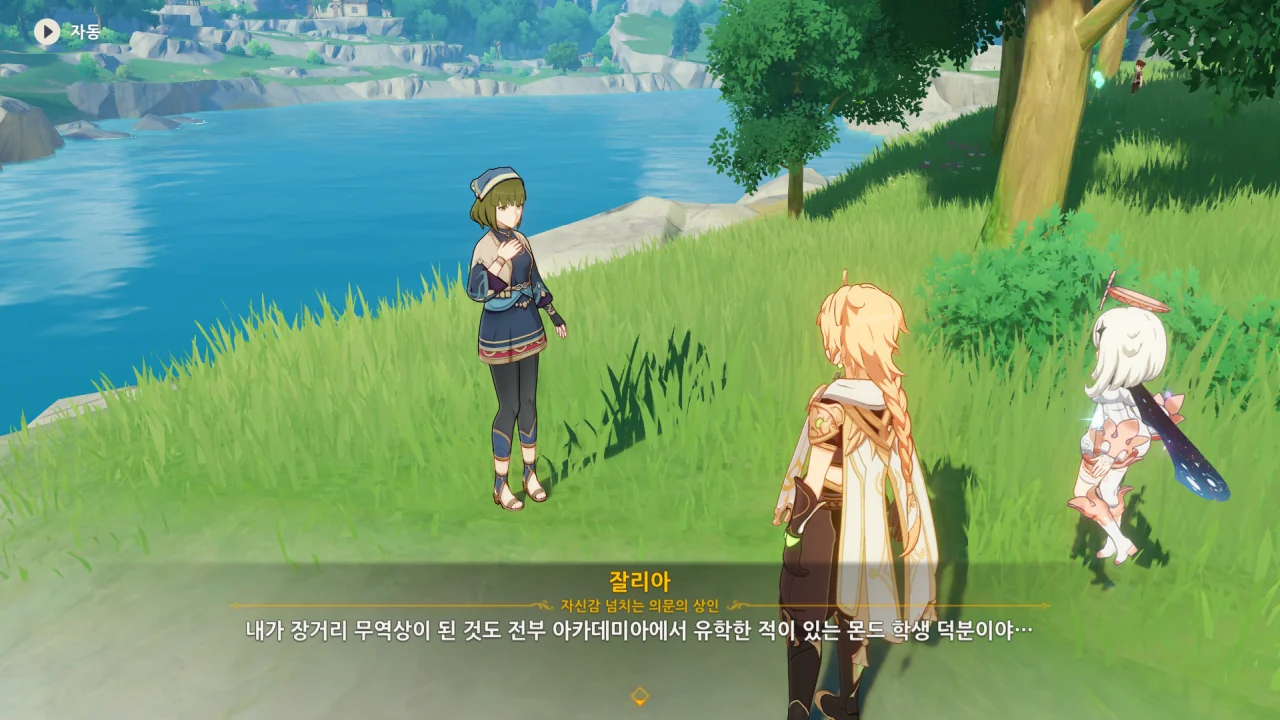 자동
잘리아
자신감 넘치는 의문의 상인
내가 장거리 무역상이 된 것도 전부 아카데미아에서 유학한 적이 있는 몬드 학생 덕분이야…